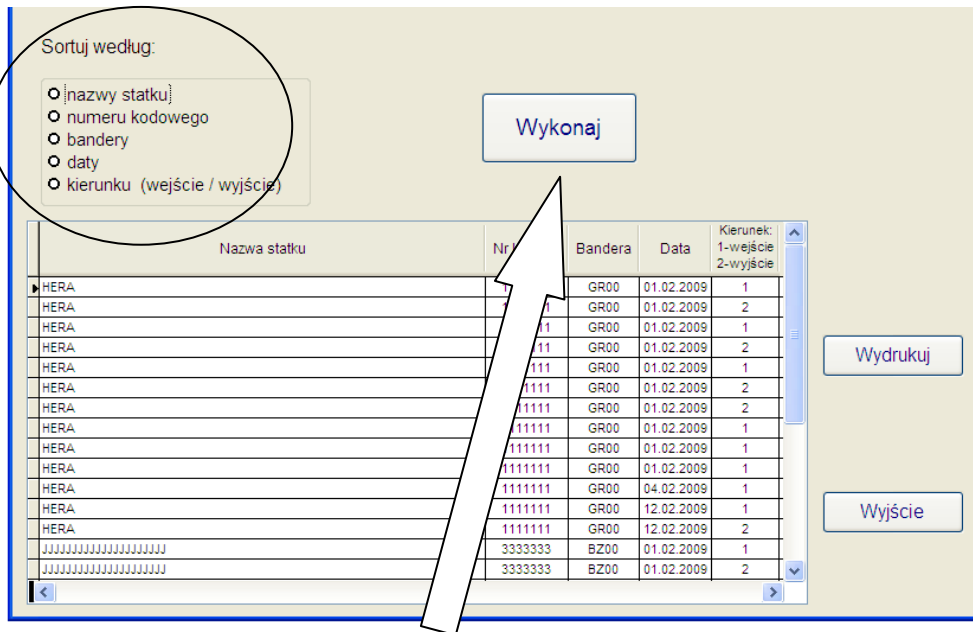 Sortuj według:
nazwy statku
numeru kodowego
bandery
daty
kierunku (wejście / wyjście)
Wykonaj
Nazwa statku Nr Bandera Data Kierunek:
1-wejście
2-wyjście
HERA GR00 01.02.2009 1
HERA GR00 01.02.2009 2
HERA GR00 01.02.2009 1
HERA GR00 01.02.2009 2
HERA GR00 01.02.2009 1
HERA GR00 01.02.2009 2
HERA GR00 01.02.2009 2
HERA GR00 01.02.2009 1
HERA GR00 01.02.2009 1
HERA 1111111 GR00 01.02.2009 1
HERA 1111111 GR00 04.02.2009 1
HERA 1111111 GR00 12.02.2009 1
HERA 1111111 GR00 12.02.2009 2
JJJJJJJJJJJJJJJJJJJJJ 3333333 BZ00 01.02.2009 1
JJJJJJJJJJJJJJJJJJJJJ 3333333 BZ00 01.02.2009 2
Wydrukuj
Wyjście